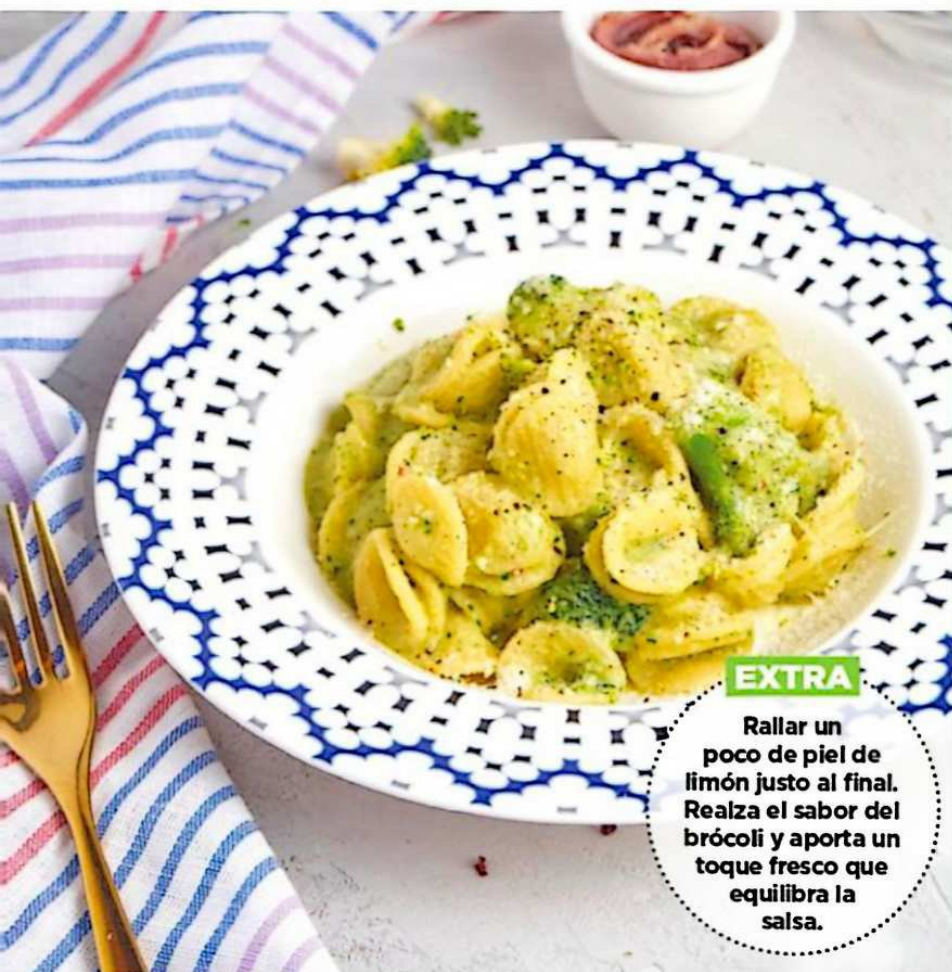 EXTRA
Rallar un
poco de piel de
limón justo al final.
Realza el sabor del
brócoli y aporta un
toque fresco que
equilibra la
salsa.